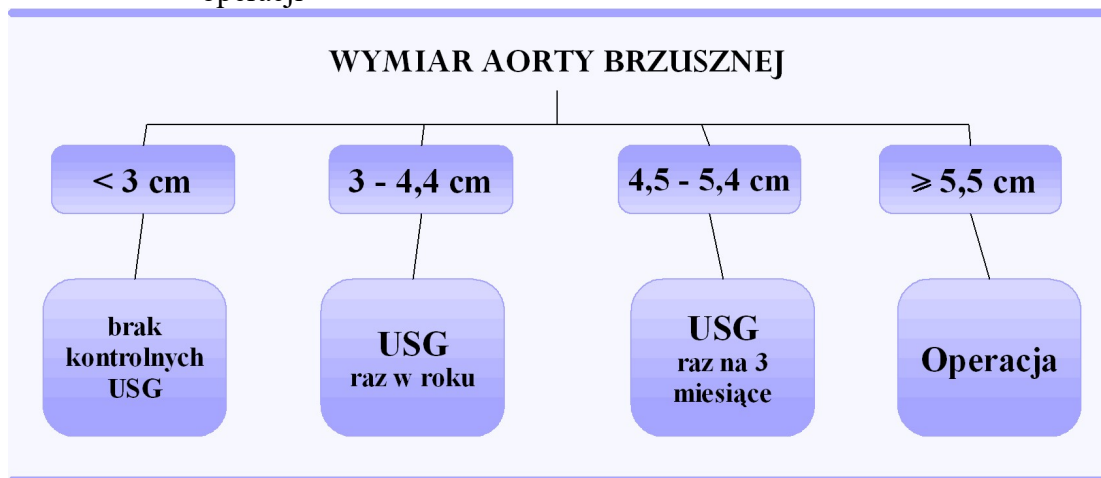 operacji
WYMIAR AORTY BRZUSZNEJ
< 3 cm
3 - 4,4 cm
4,5 - 5,4 cm
⩾ 5,5 cm
brak
kontrolnych
USG
USG
raz w roku
USG
raz na 3
miesiące
Operacja